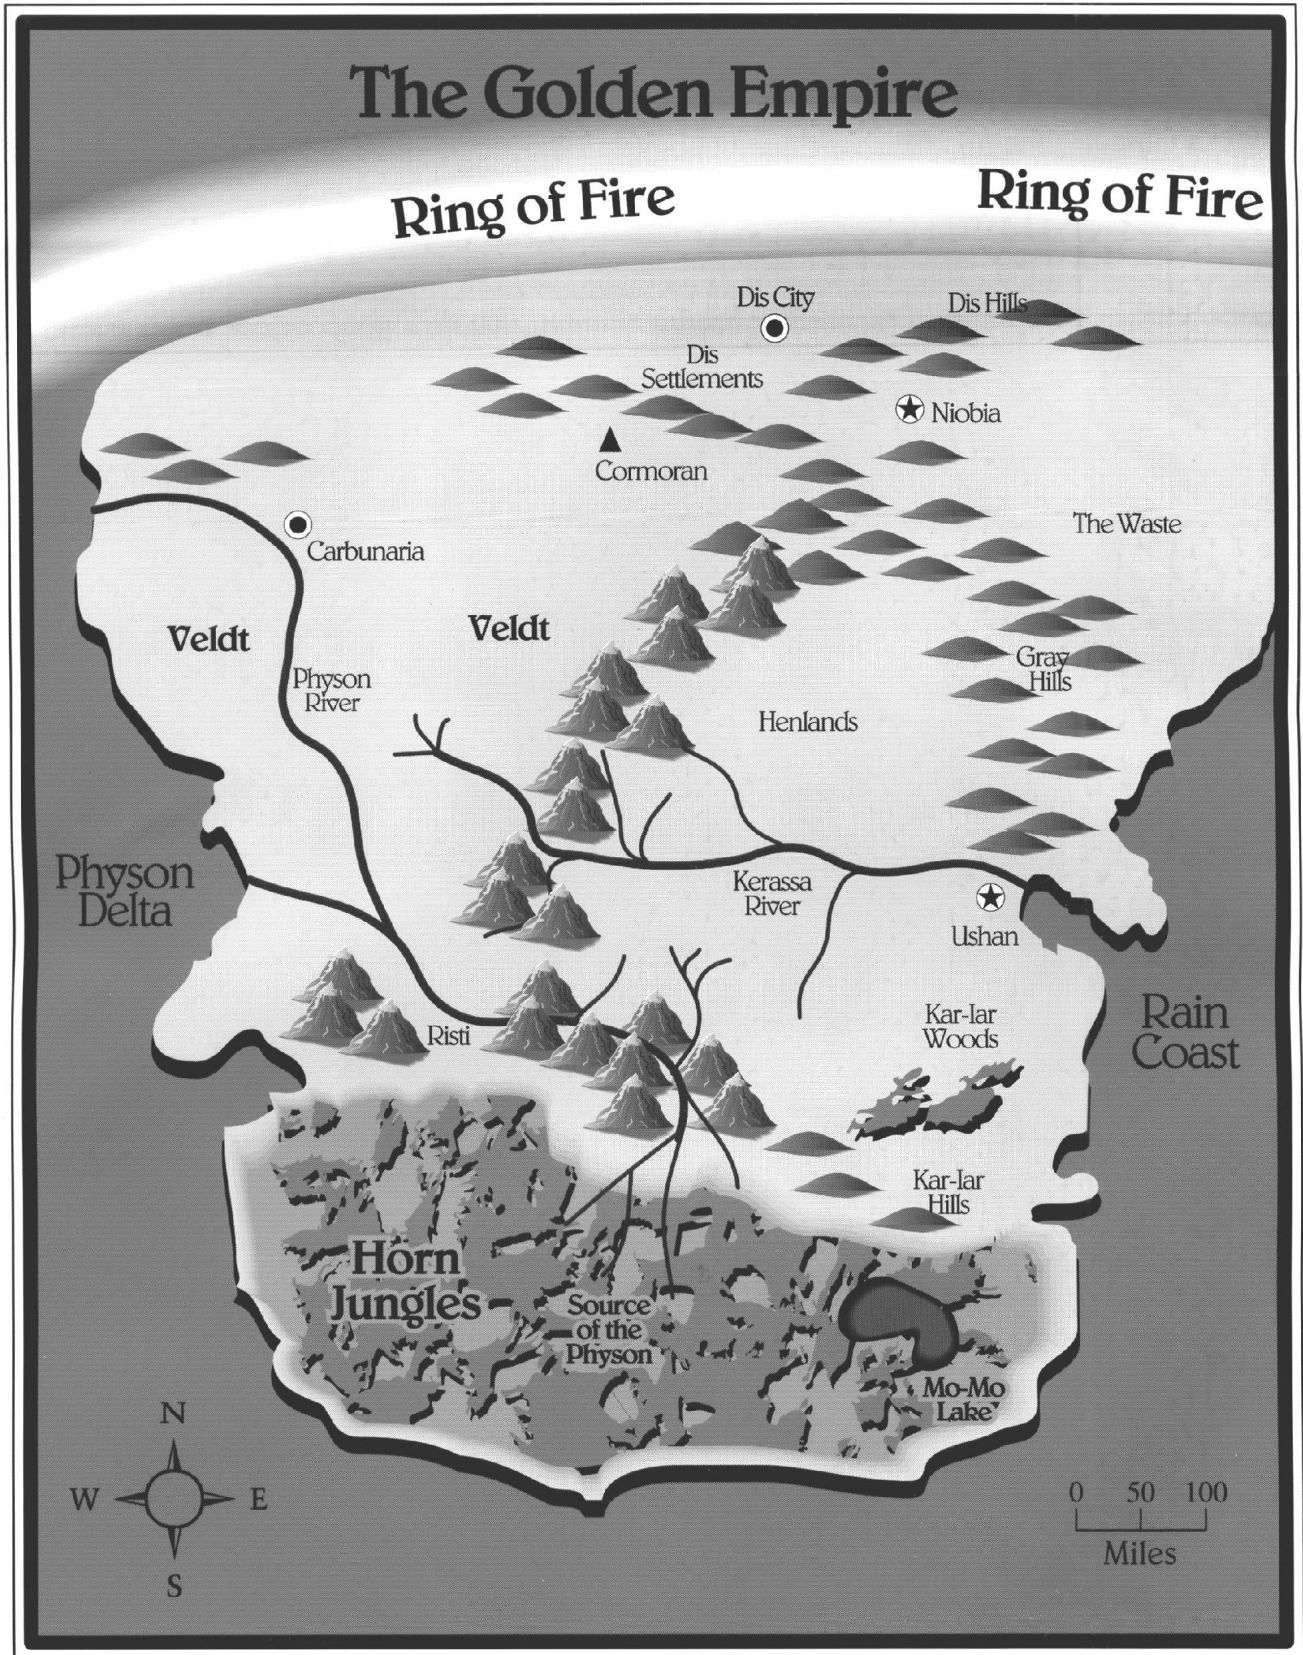 The Golden Empire
Ring of Fire
Ring of Fire
Dis City
Dis Hills
Dis
Settlements
Niobia
Cormoran
The Waste
Carbunaria
Veldt
Veldt
Gray
Hills
Physon
River
Henlands
Physon
Delta
Kerassa
River
Ushan
Risti
Kar-Iar
Woods
Rain
Coast
Kar-Iar
Hills
Horn
Jungles
Source
of the
Physon
Mo-Mo
Lake
N
W E
S
0 50 100
Miles